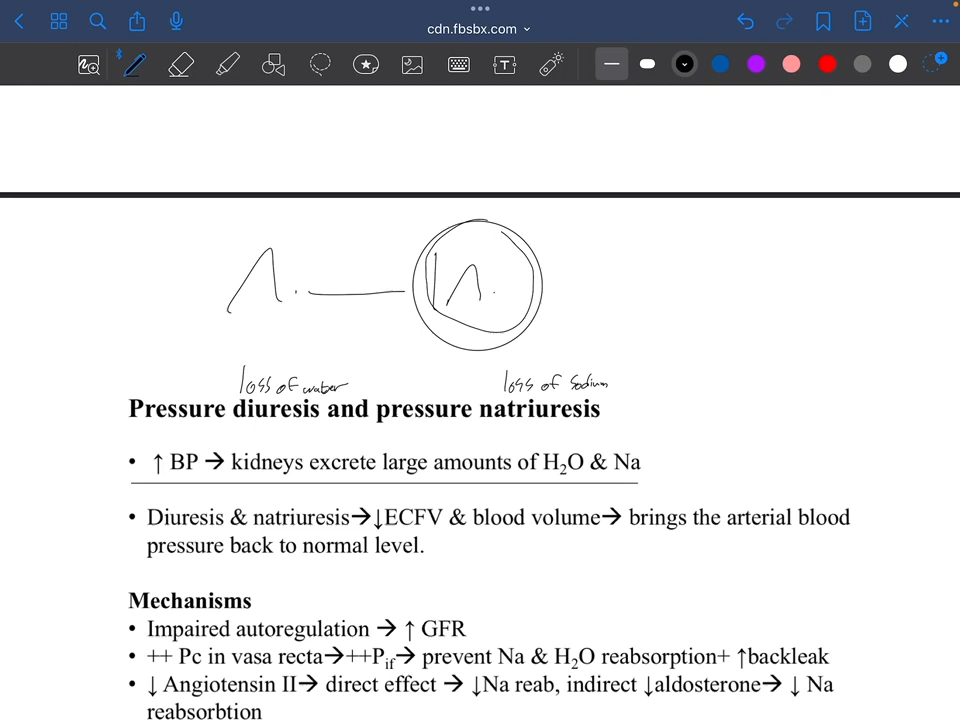 cdn.fbsbx.com
loss of water loss of sodium
Pressure diuresis and pressure natriuresis
• ↑ BP → kidneys excrete large amounts of H₂O & Na
• Diuresis & natriuresis→↓ECFV & blood volume→ brings the arterial blood
pressure back to normal level.
Mechanisms
• Impaired autoregulation → ↑ GFR
• ++ Pc in vasa recta→++Pif→ prevent Na & H₂O reabsorption+ ↑backleak
• ↓ Angiotensin II→ direct effect → ↓Na reab, indirect ↓aldosterone→ ↓ Na
reabsorbtion